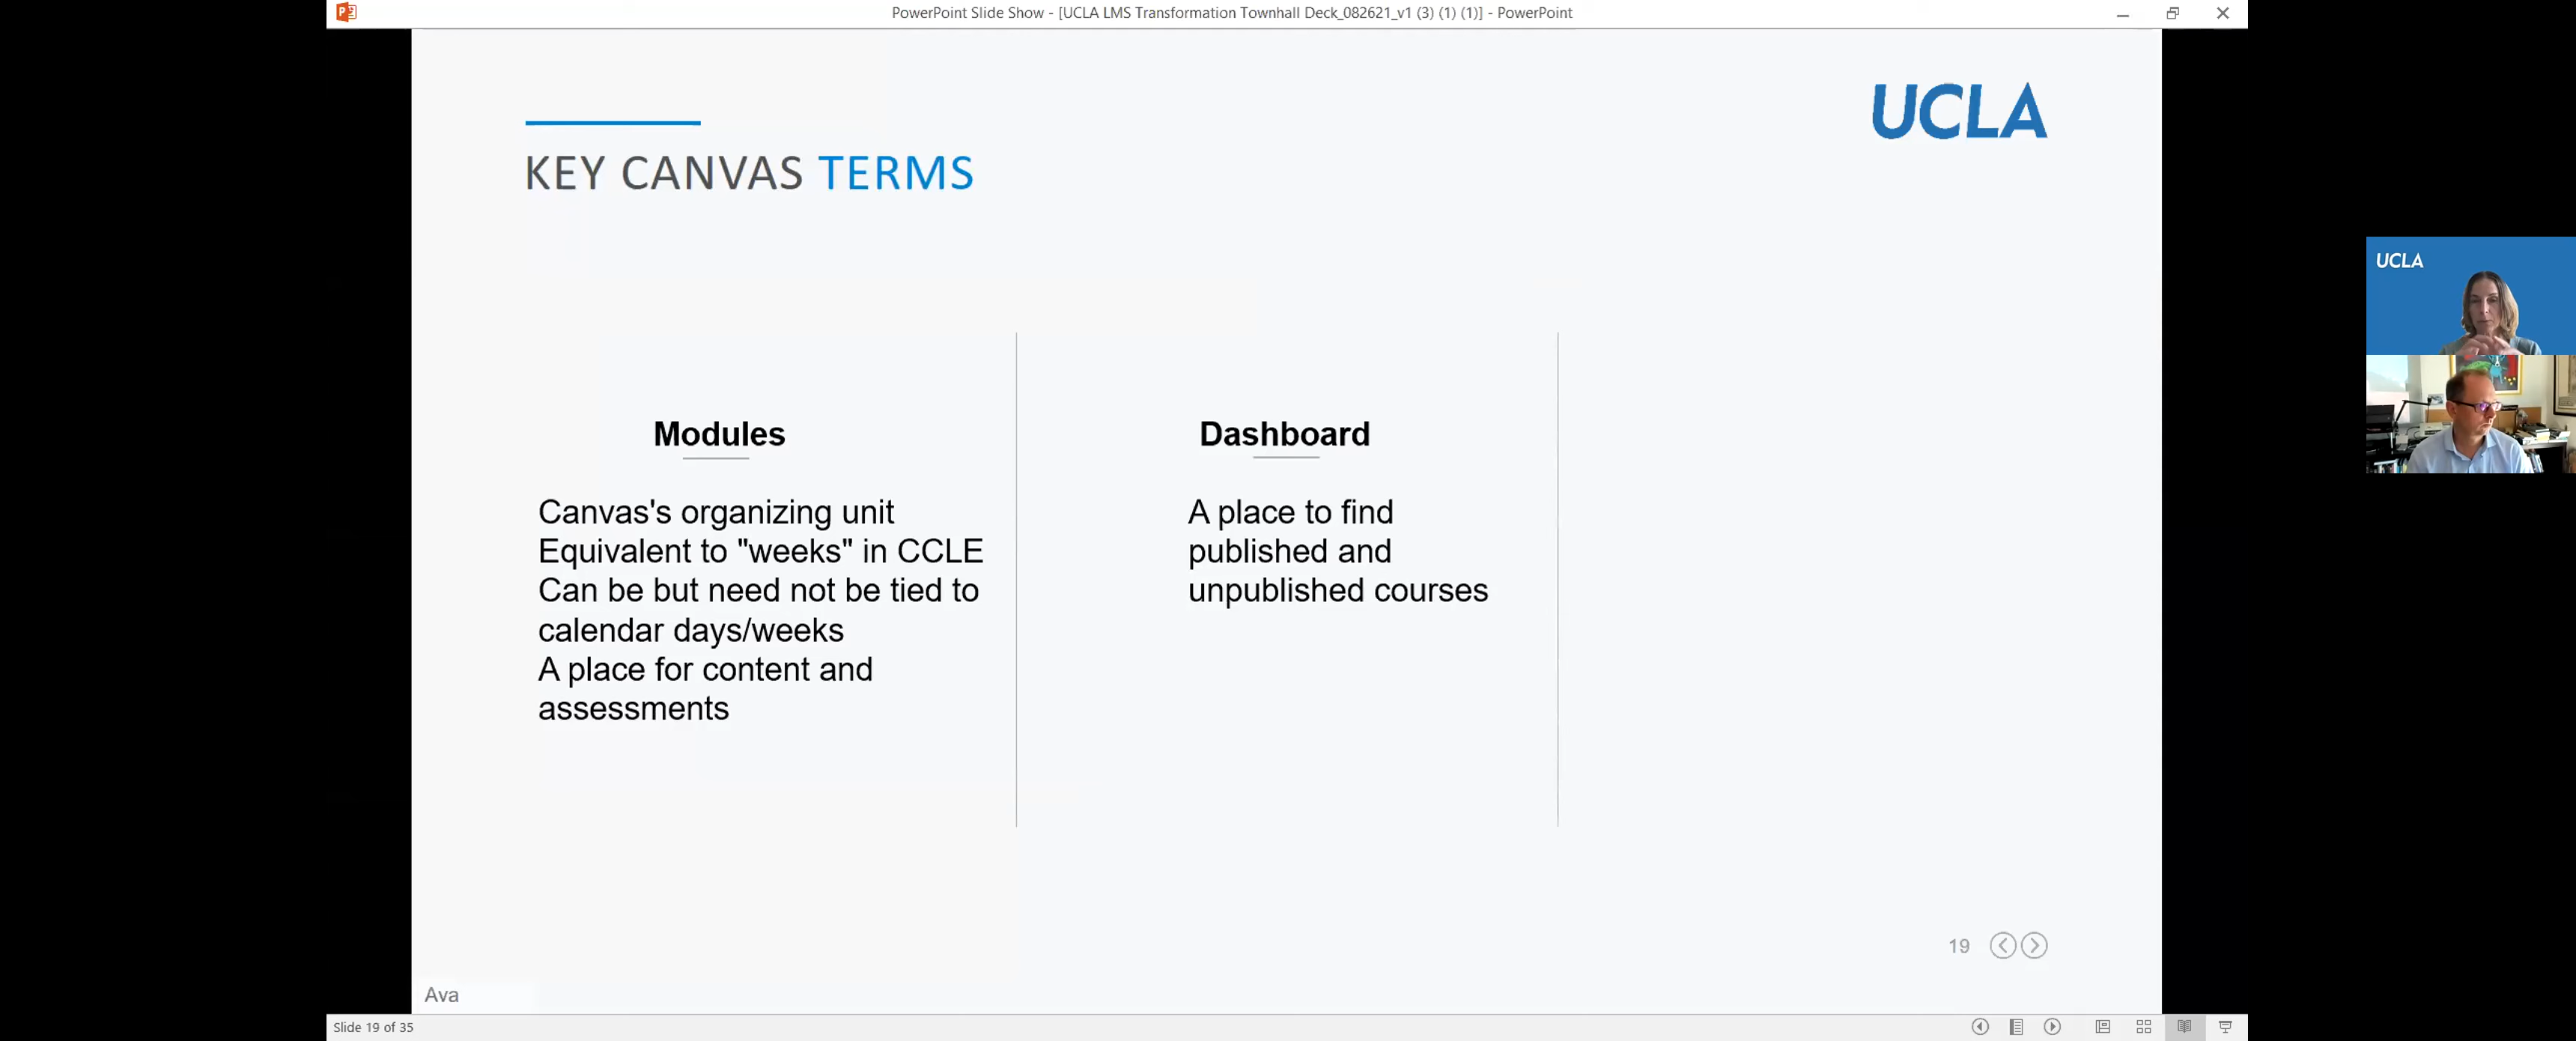 PowerPoint Slide Show - [UCLA LMS Transformation Townhall Deck_082621_v1 (3) (1) (1)] - PowerPoint
UCLA
KEY CANVAS TERMS
UCLA
Modules
Canvas's organizing unit
Equivalent to "weeks" in CCLE
Can be but need not be tied to
calendar days/weeks
A place for content and
assessments
Dashboard
A place to find
published and
unpublished courses
19
Ava
Slide 19 of 35